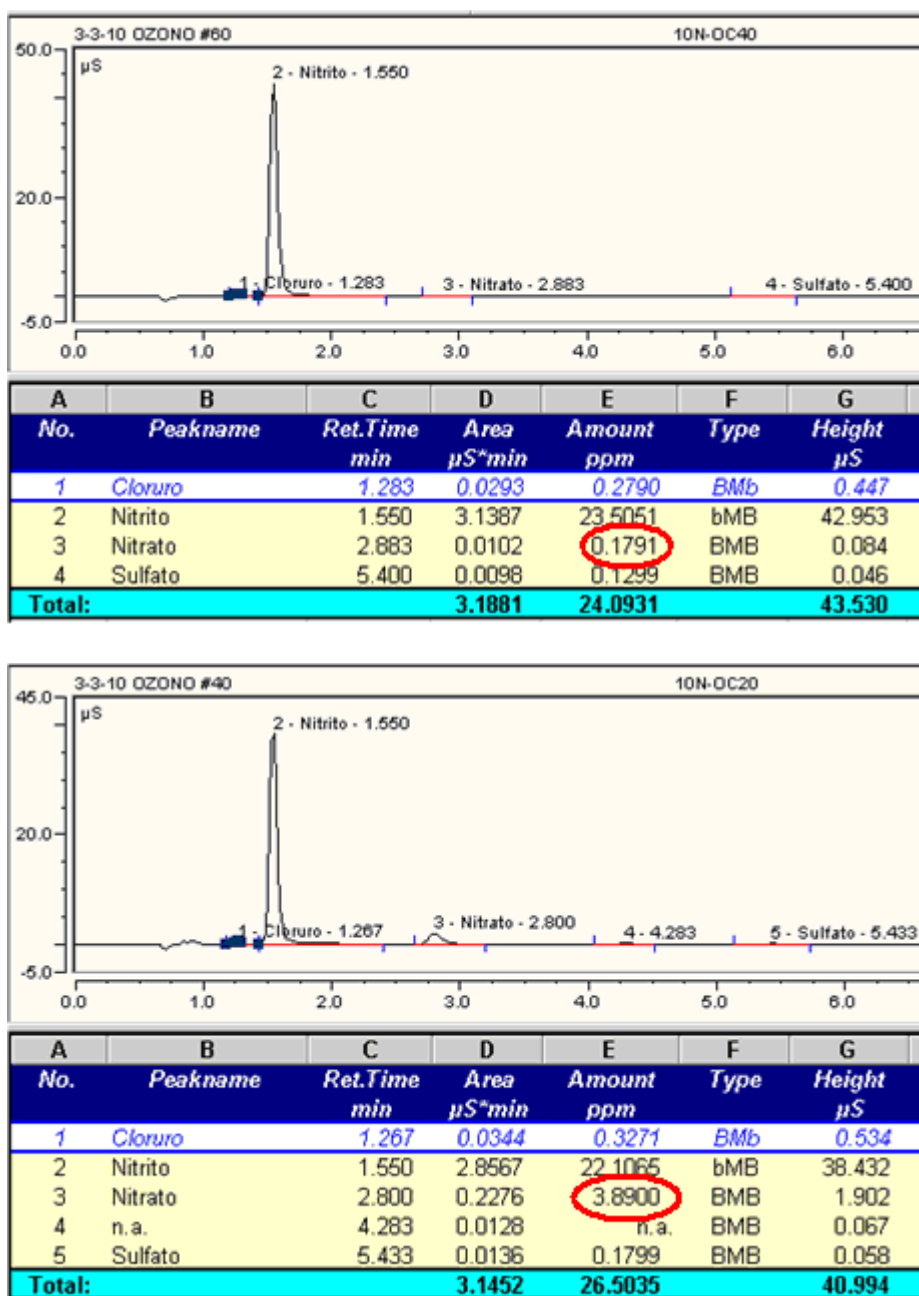 3-3-10 OZONO #60 10N-OC40
50.0
µS
2 - Nitrito - 1.550
20.0
1 - Cloruro - 1.283 3 - Nitrato - 2.883 4 - Sulfato - 5.400
-5.0
0.0 1.0 2.0 3.0 4.0 5.0 6.0
A B C D E F G
No. Peakname Ret.Time Area Amount Type Height
min µS*min ppm µS
1 Cloruro 1.283 0.0293 0.2790 BMb 0.447
2 Nitrito 1.550 3.1387 23.5051 bMB 42.953
3 Nitrato 2.883 0.0102 0.1791 BMB 0.084
4 Sulfato 5.400 0.0098 0.1299 BMB 0.046
Total: 3.1881 24.0931 43.530
3-3-10 OZONO #40 10N-OC20
45.0
µS
2 - Nitrito - 1.550
20.0
1 - Cloruro - 1.267 3 - Nitrato - 2.800 4 - 4.283 5 - Sulfato - 5.433
-5.0
0.0 1.0 2.0 3.0 4.0 5.0 6.0
A B C D E F G
No. Peakname Ret.Time Area Amount Type Height
min µS*min ppm µS
1 Cloruro 1.267 0.0344 0.3271 BMb 0.534
2 Nitrito 1.550 2.8567 22.1065 bMB 38.432
3 Nitrato 2.800 0.2276 3.8900 BMB 1.902
4 n.a. 4.283 0.0128 n.a. BMB 0.067
5 Sulfato 5.433 0.0136 0.1799 BMB 0.058
Total: 3.1452 26.5035 40.994